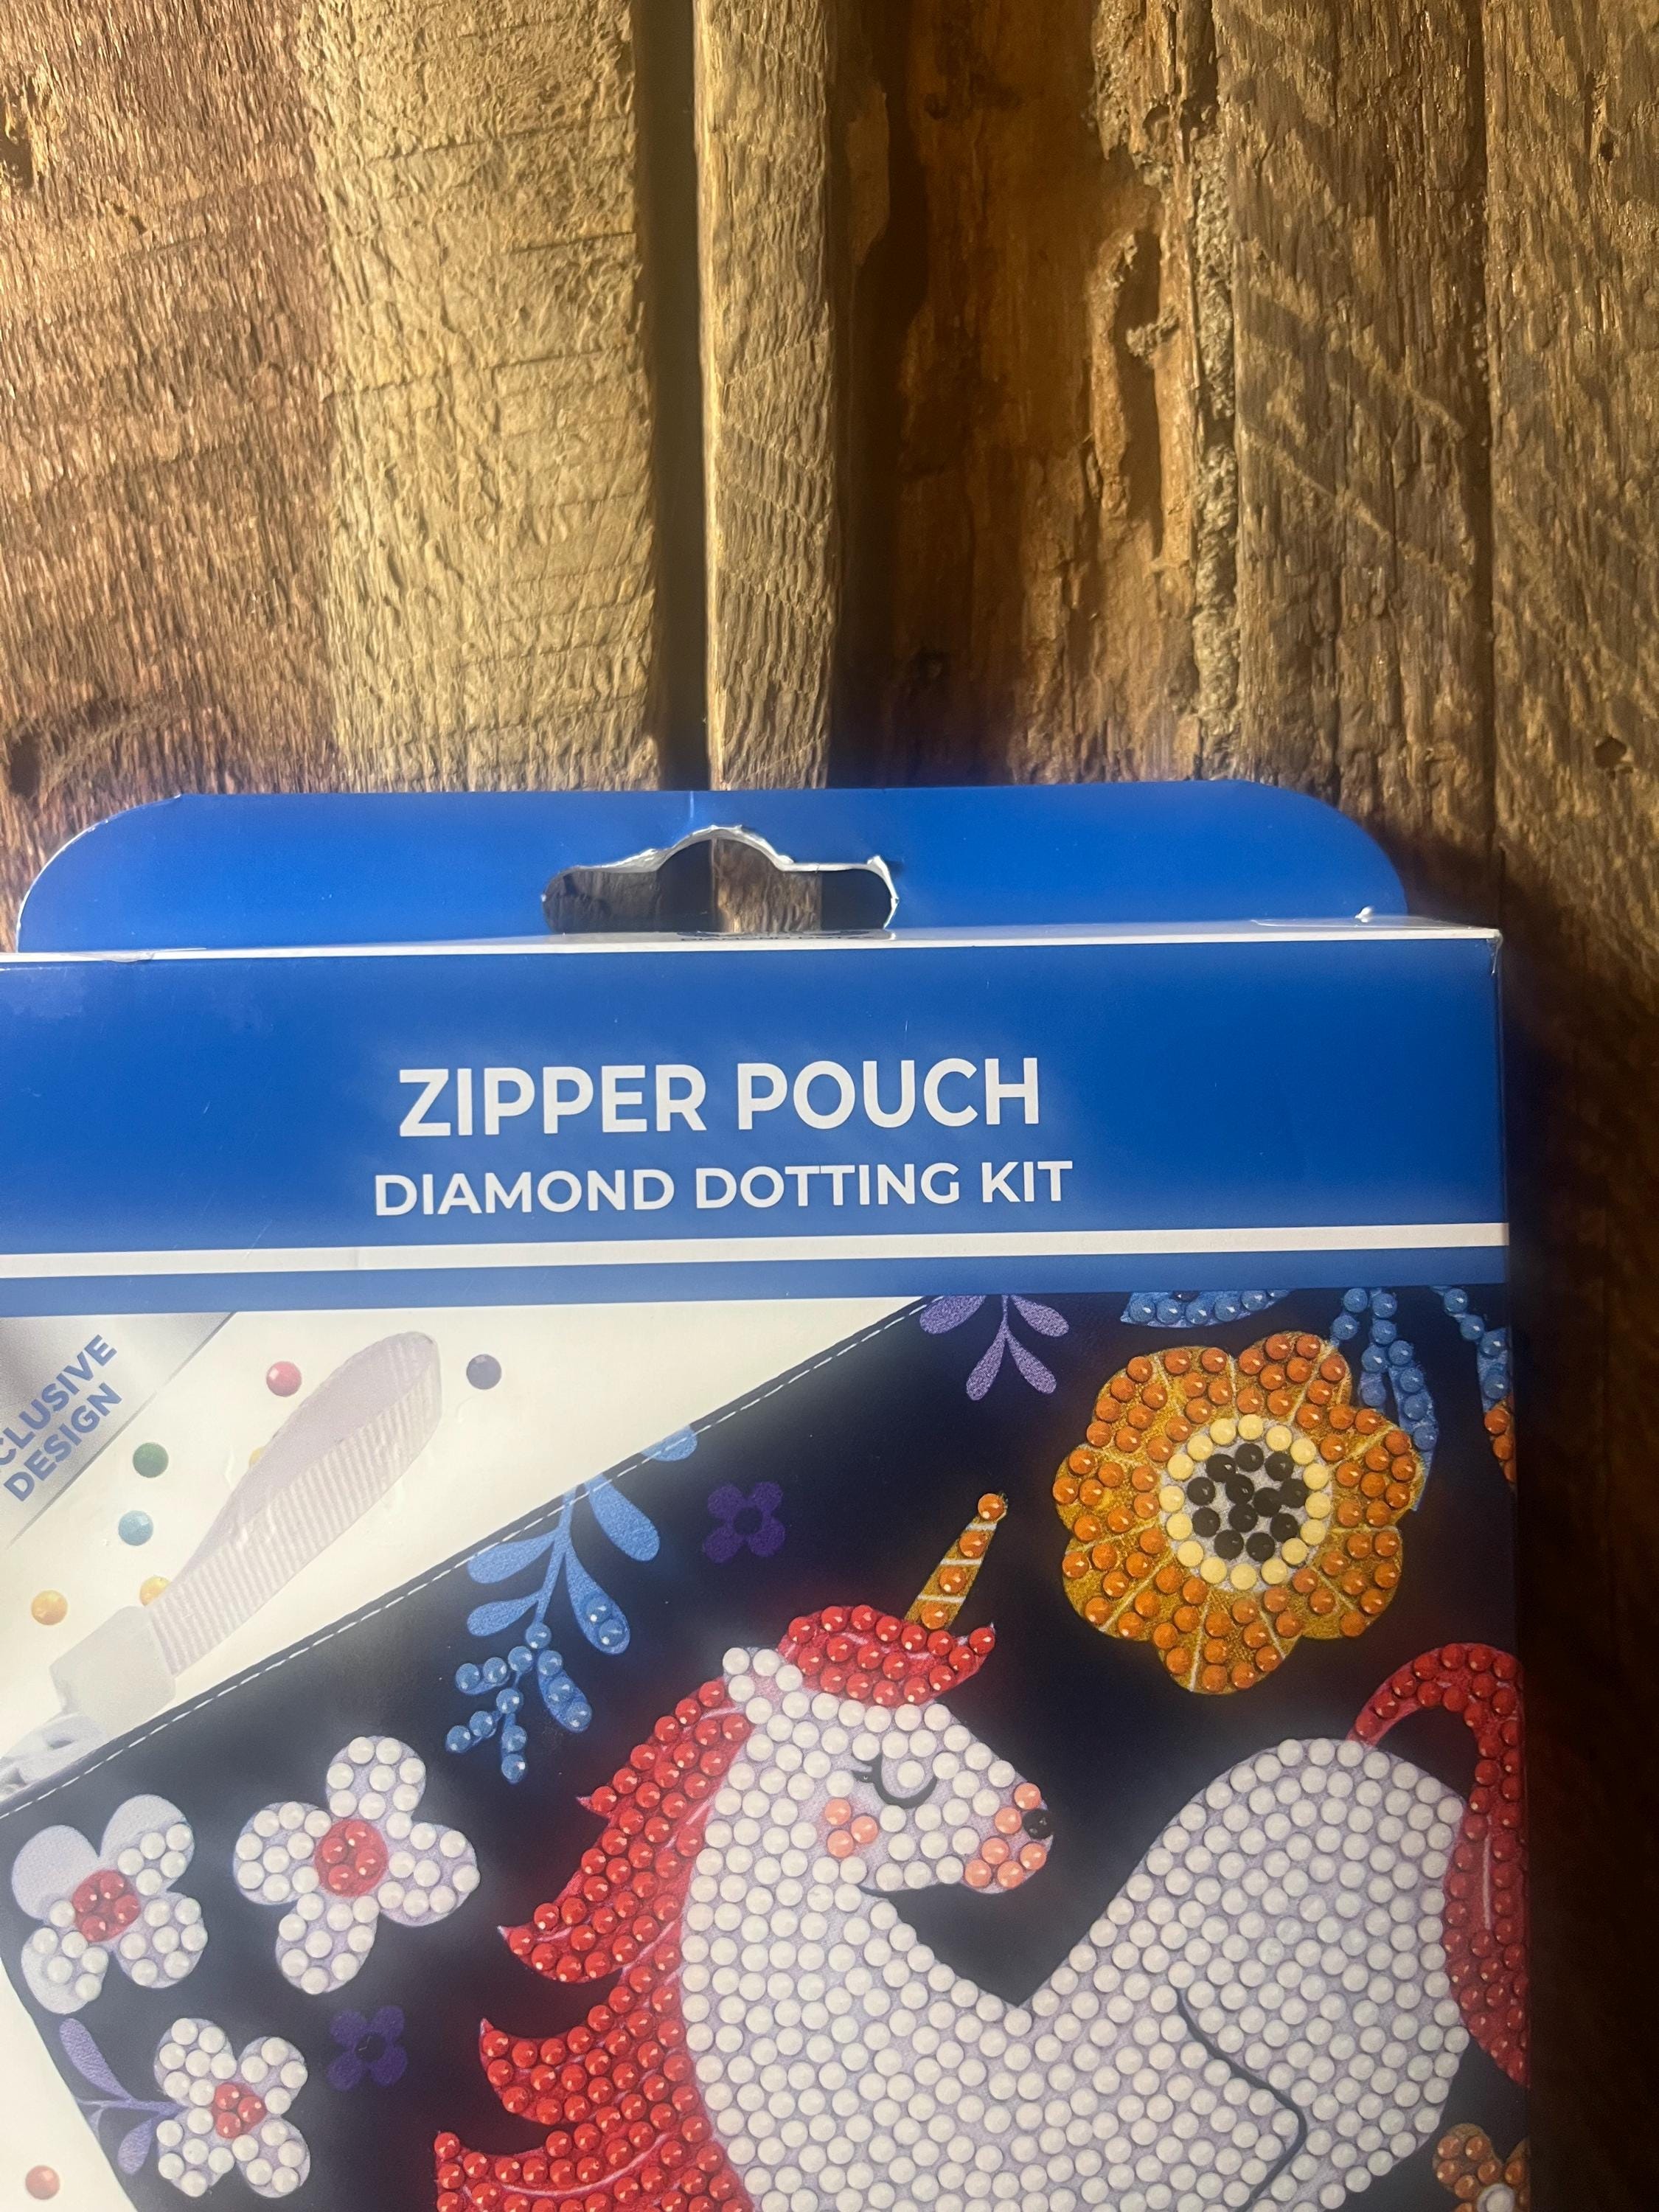 ZIPPER POUCH
DIAMOND DOTTING KIT
CLUSIVE
DESIGN